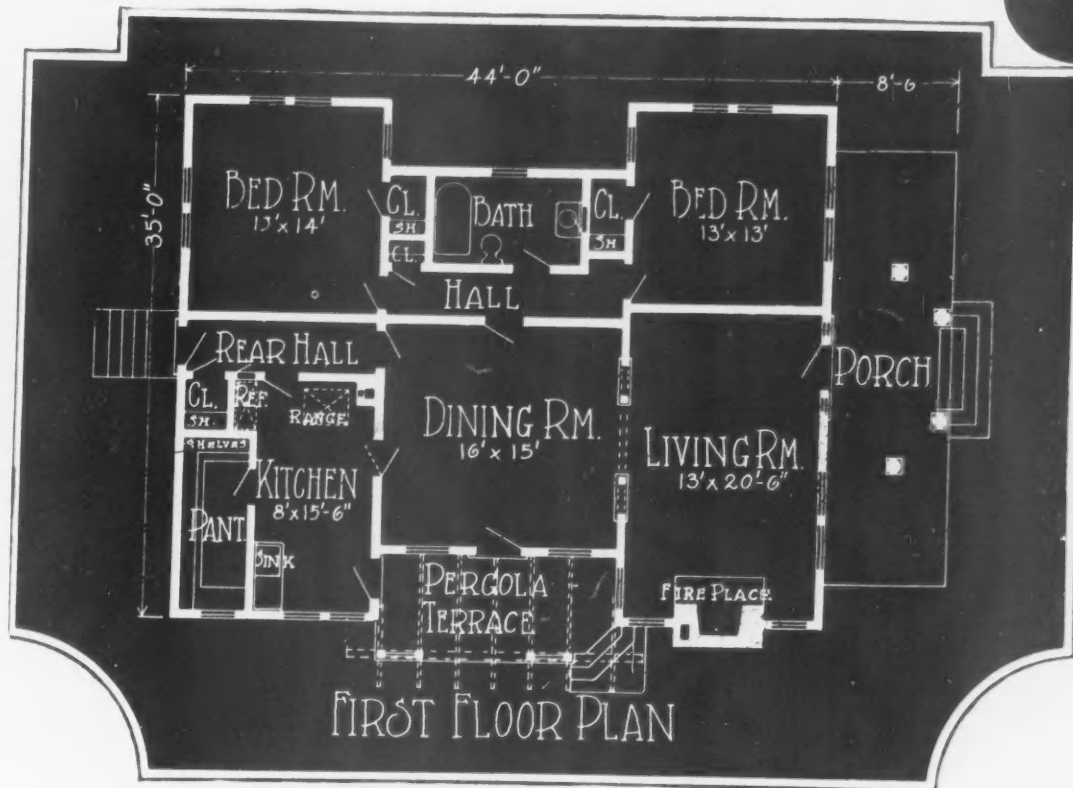 44'-0"
8'-6
35'-0"
BED RM.
13' x 14'
CL.
SH
CL.
BATH
CL.
SH
BED RM.
13' x 13'
HALL
REAR HALL
CL.
SH.
REF.
RANGE
SHELVES
KITCHEN
8' x 15'-6"
PANT.
SINK
DINING RM.
16' x 15'
LIVING RM.
13' x 20'-6"
PORCH
FIRE PLACE
PERGOLA
TERRACE
FIRST FLOOR PLAN